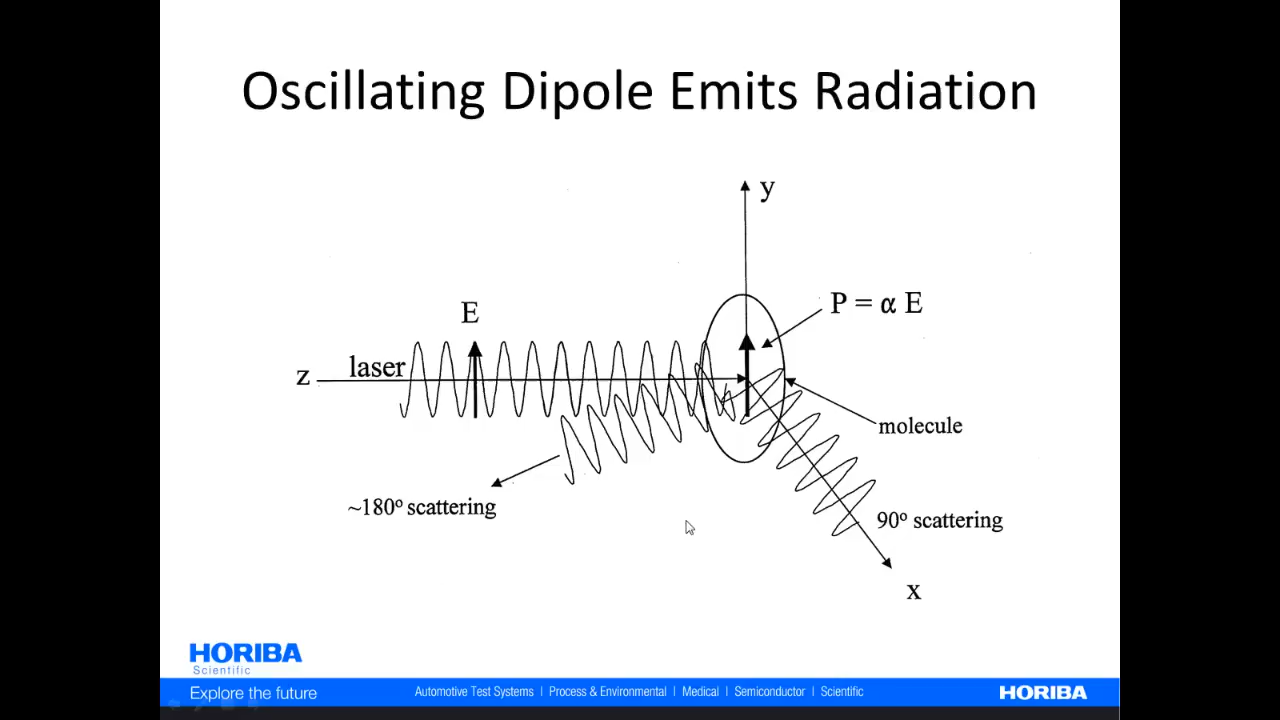 Oscillating Dipole Emits Radiation
y
E
P = α E
z
laser
molecule
~180º scattering
90º scattering
x
HORIBA
Scientific
Explore the future
Automotive Test Systems | Process & Environmental | Medical | Semiconductor | Scientific
HORIBA